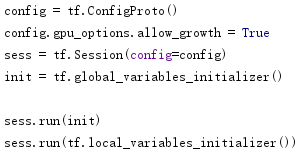 config = tf.ConfigProto()
config.gpu_options.allow_growth = True
sess = tf.Session(config=config)
init = tf.global_variables_initializer()
sess.run(init)
sess.run(tf.local_variables_initializer())